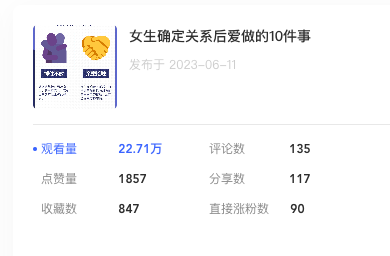 女生确定关系后爱做的10件事
发布于 2023-06-11
观看量 22.71万 评论数 135
点赞量 1857 分享数 117
收藏数 847 直接涨粉数 90